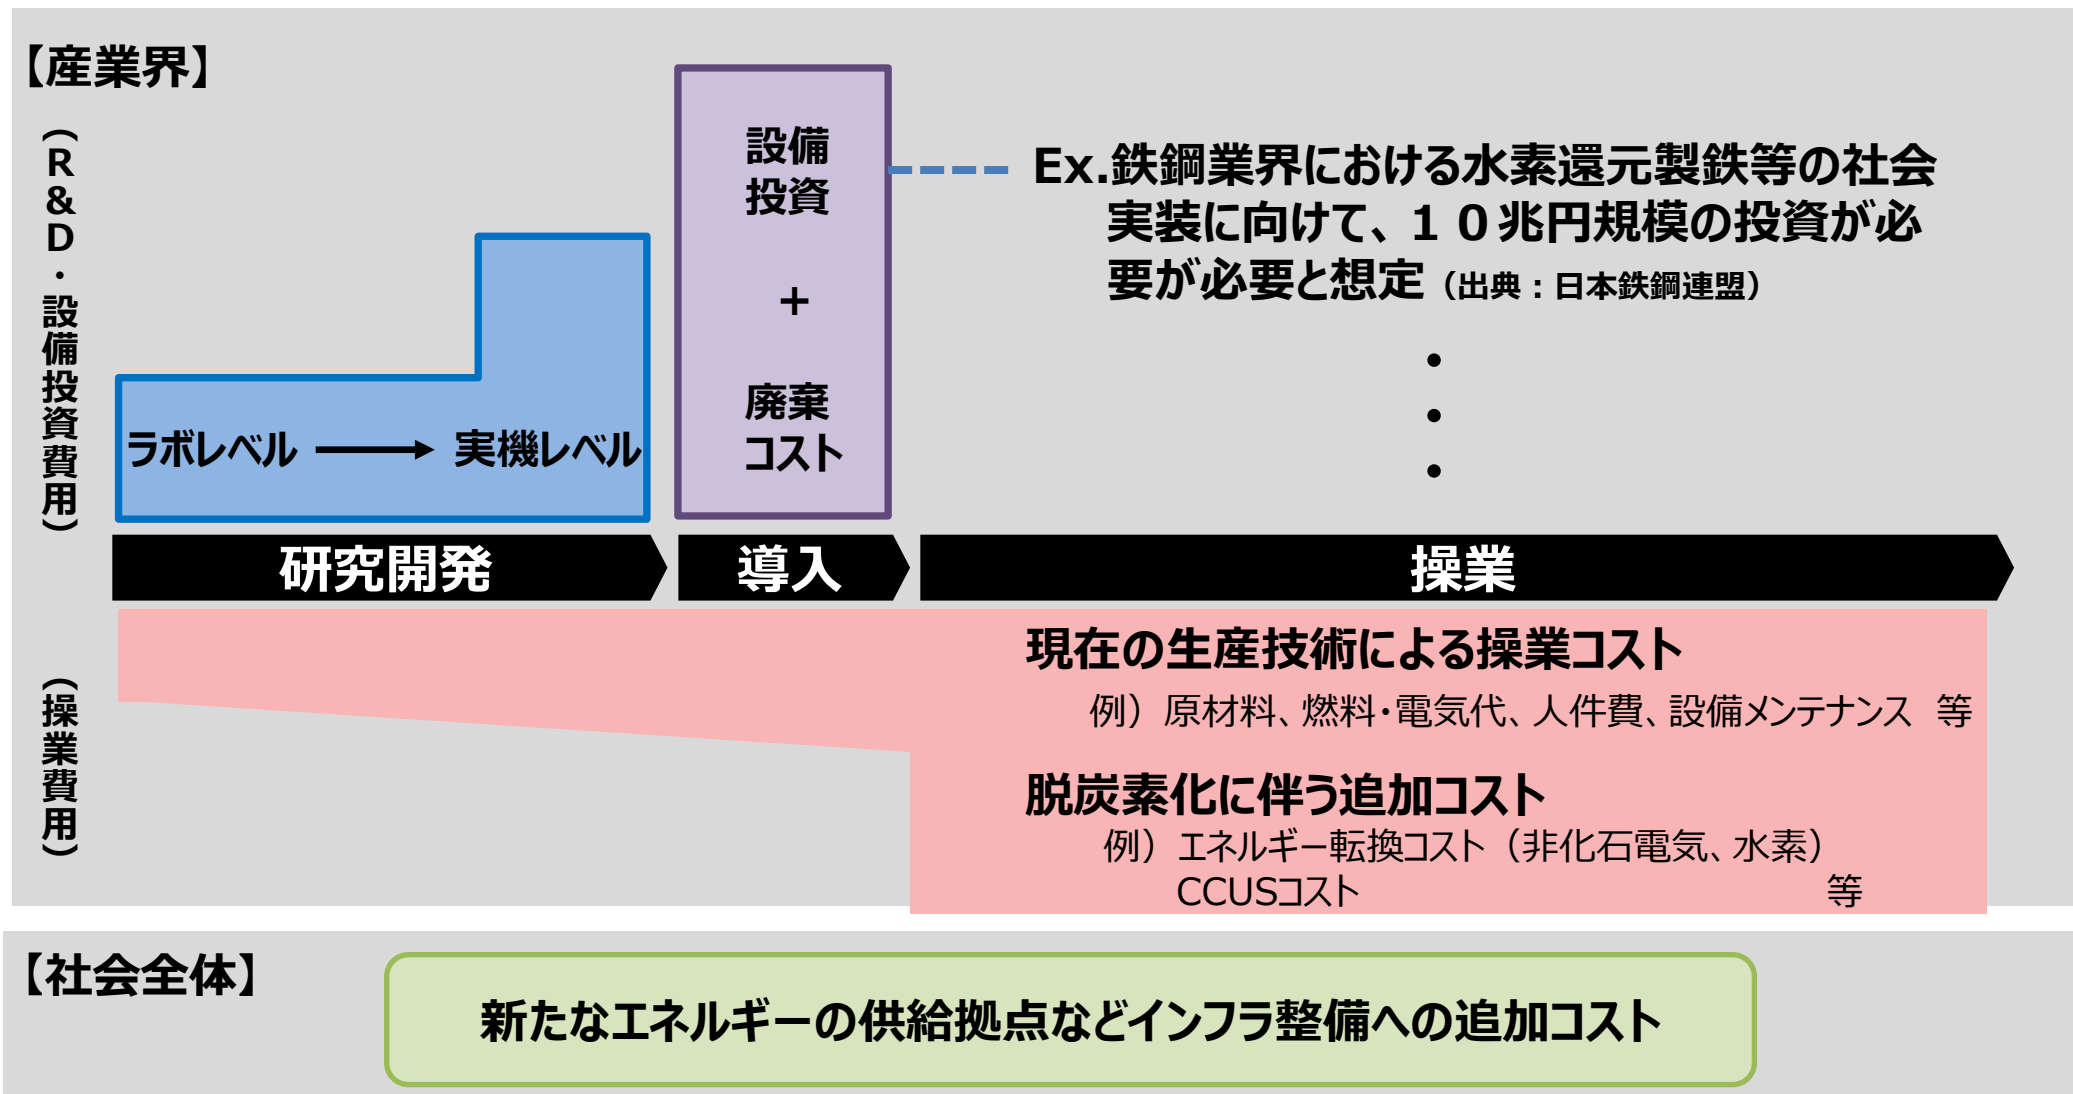 【産業界】
（R&D・設備投資費用）
設備
投資
＋
廃棄
コスト
Ex.鉄鋼業界における水素還元製鉄等の社会
実装に向けて、１０兆円規模の投資が必
要が必要と想定（出典：日本鉄鋼連盟）
・
・
・
ラボレベル → 実機レベル
研究開発
導入
操業
（操業費用）
現在の生産技術による操業コスト
例）原材料、燃料・電気代、人件費、設備メンテナンス 等
脱炭素化に伴う追加コスト
例）エネルギー転換コスト（非化石電気、水素）
CCUSコスト 等
【社会全体】
新たなエネルギーの供給拠点などインフラ整備への追加コスト